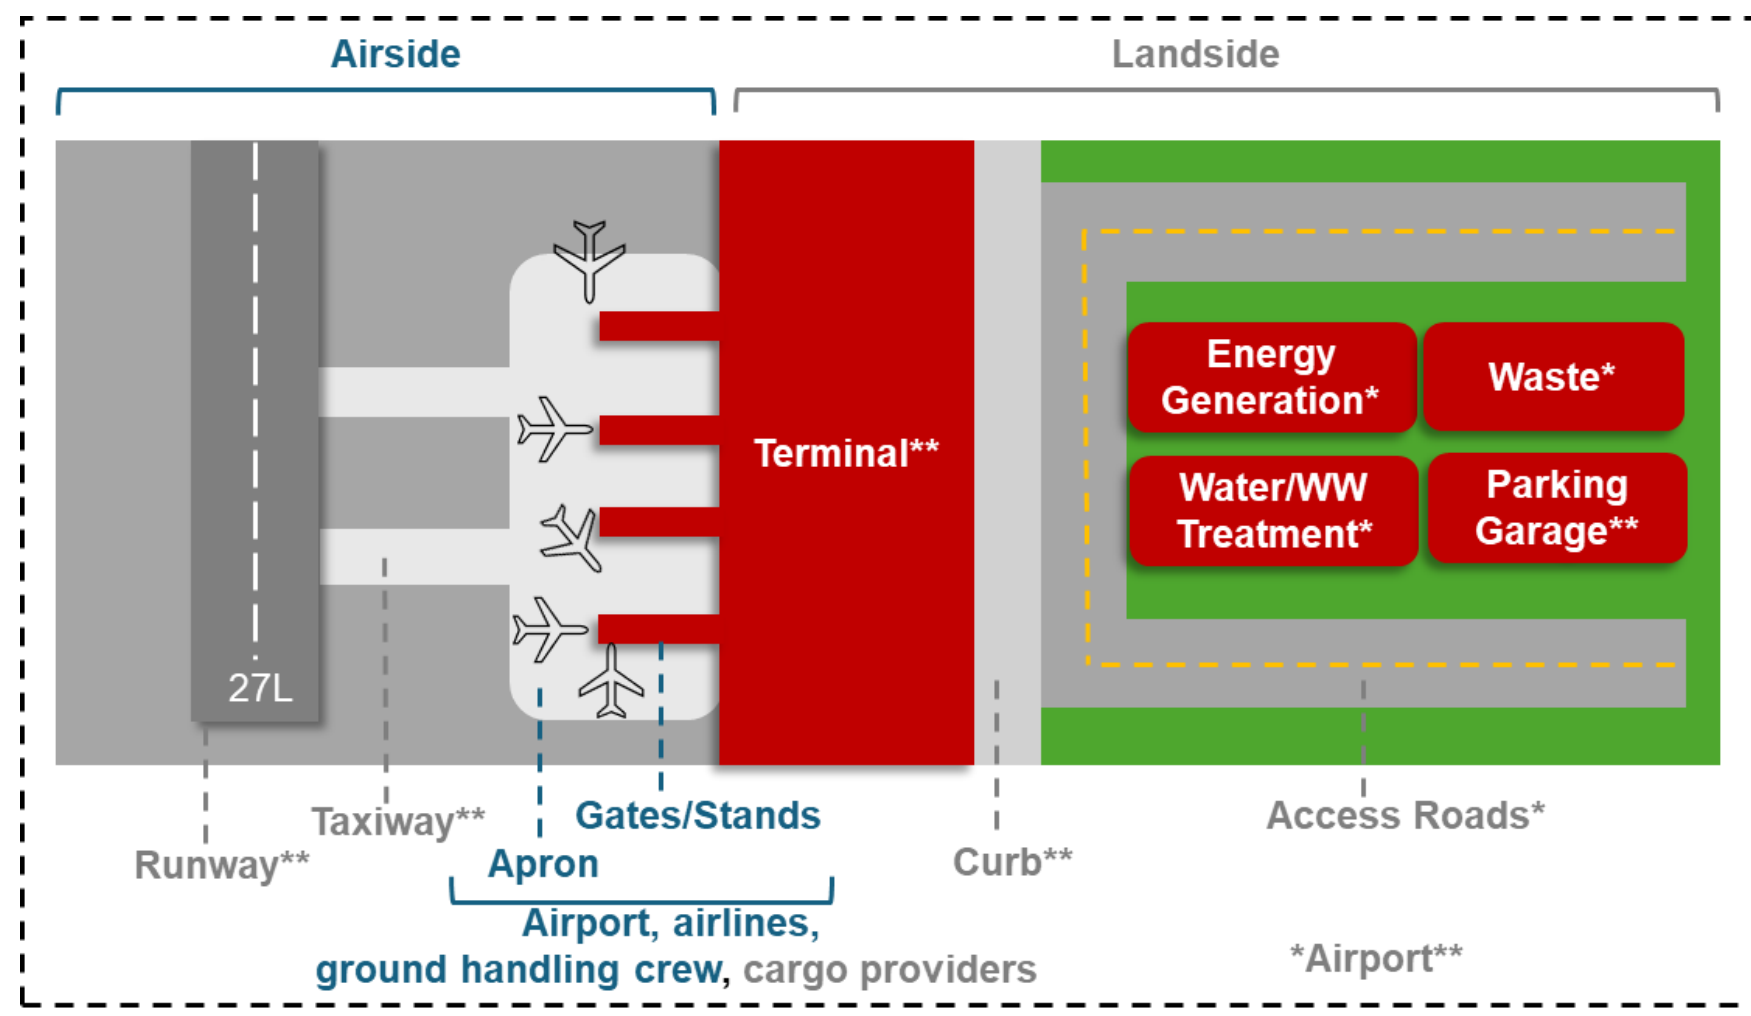 Airside
Landside
Energy
Generation*
Waste*
Terminal**
Water/WW
Treatment*
Parking
Garage**
27L
Taxiway**
Gates/Stands
Access Roads*
Runway**
Apron
Curb**
Airport, airlines,
ground handling crew, cargo providers
*Airport**